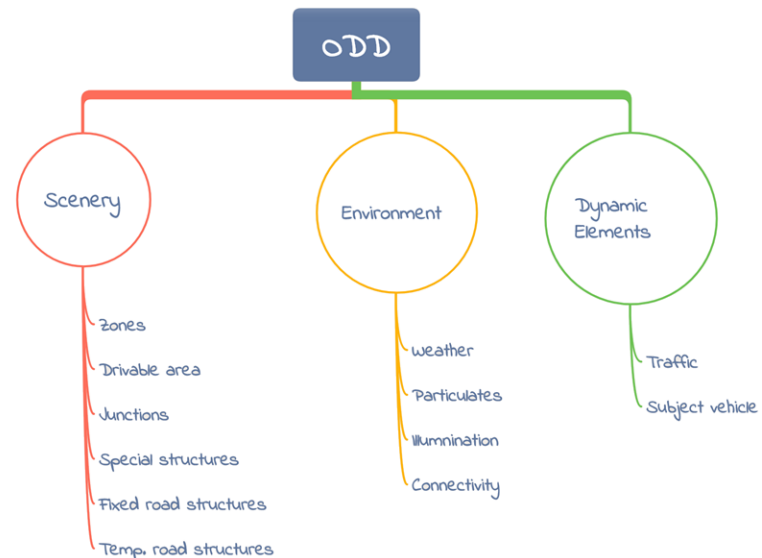 ODD
Scenery
Zones
Drivable area
Junctions
Special structures
Fixed road structures
Temp. road structures
Environment
Weather
Particulates
Illumnination
Connectivity
Dynamic
Elements
Traffic
Subject vehicle